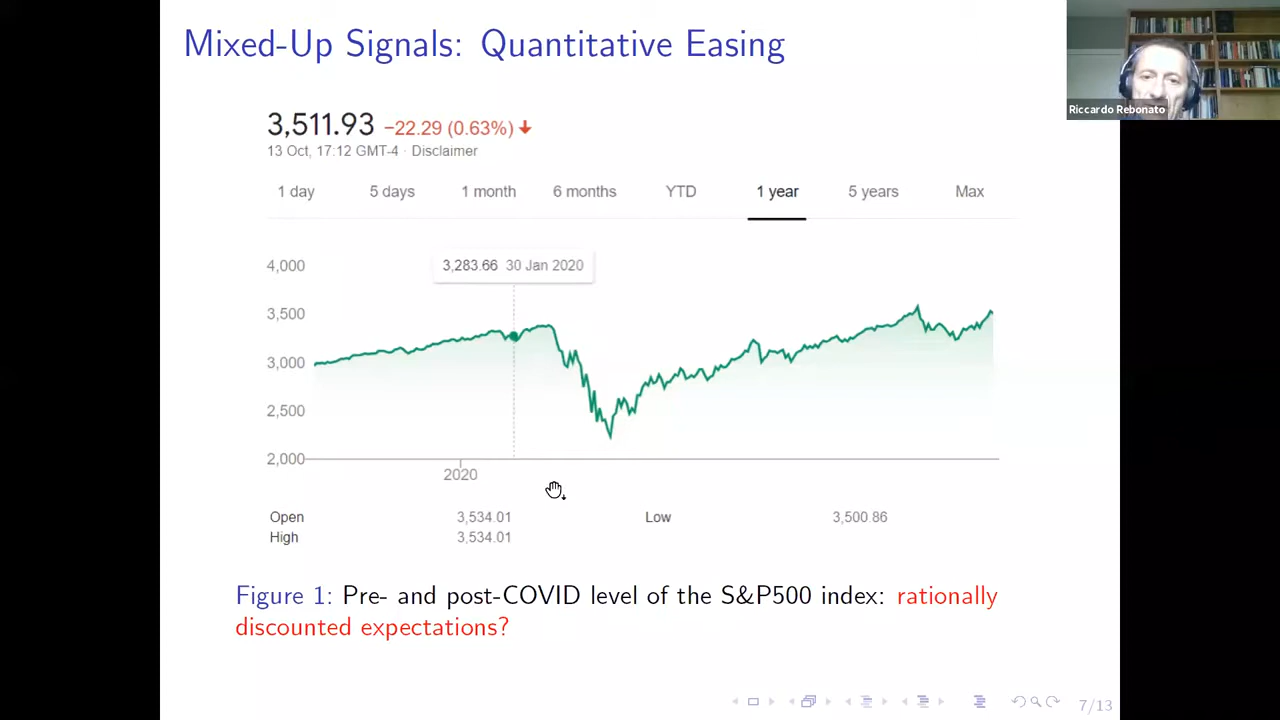 Mixed-Up Signals: Quantitative Easing
Riccardo Rebonato
3,511.93 −22.29 (0.63%)
13 Oct, 17:12 GMT-4 · Disclaimer
1 day 5 days 1 month 6 months YTD 1 year 5 years Max
3,283.66 30 Jan 2020
4,000
3,500
3,000
2,500
2,000
2020
Open 3,534.01 Low 3,500.86
High 3,534.01
Figure 1: Pre- and post-COVID level of the S&P500 index: rationally
discounted expectations?
7/13